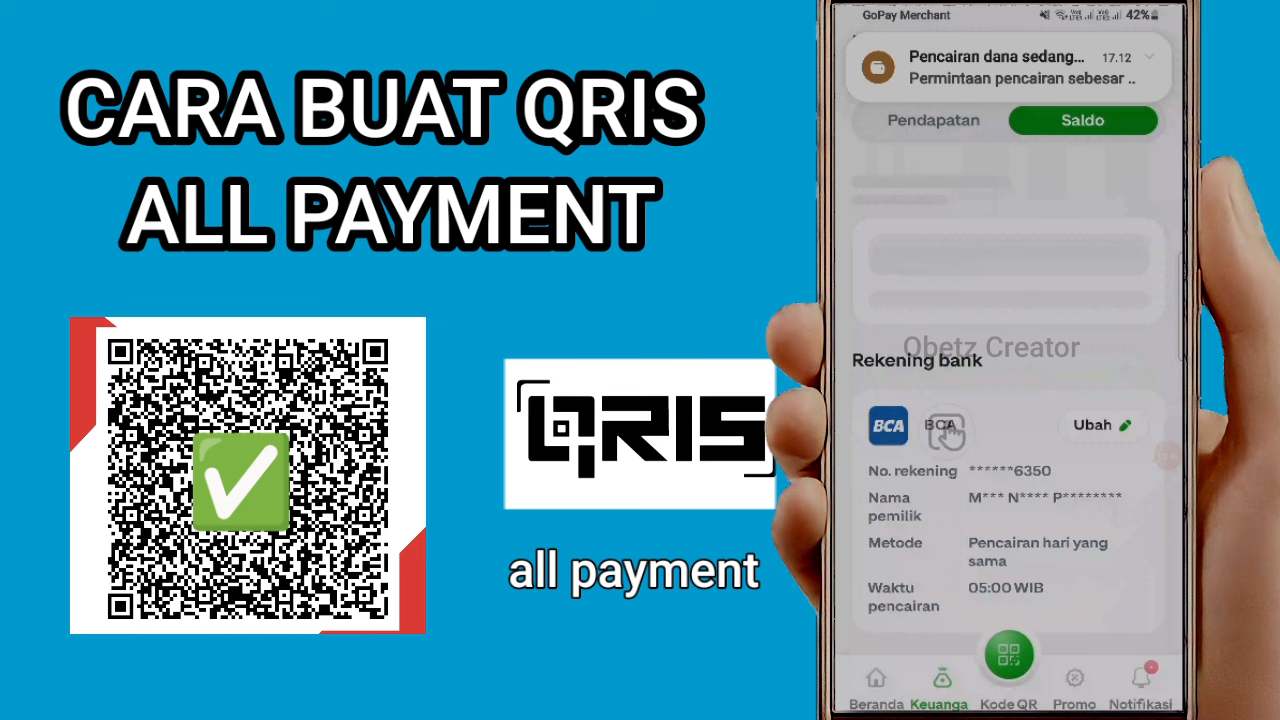 CARA BUAT QRIS
ALL PAYMENT
QRIS
all payment
GoPay Merchant
42%
Pencairan dana sedang... 17.12
Permintaan pencairan sebesar ..
Pendapatan Saldo
Obetz Creator
Rekening bank
BCA BCA Ubah
No. rekening ******6350
Nama pemilik M*** N**** P********
Metode Pencairan hari yang sama
Waktu pencairan 05:00 WIB
Beranda Keuanga Kode QR Promo Notifikasi